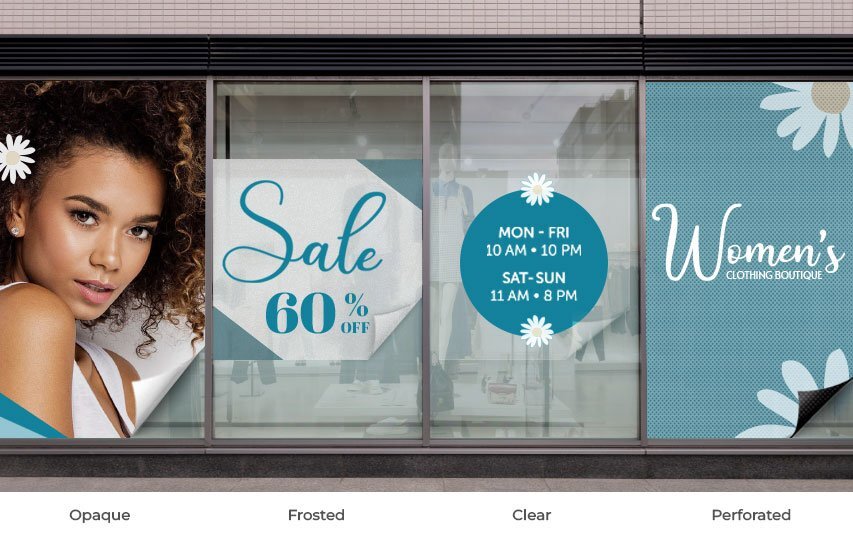 Sale
60% OFF
MON - FRI
10 AM • 10 PM
SAT-SUN
11 AM • 8 PM
Women's
CLOTHING BOUTIQUE
Opaque
Frosted
Clear
Perforated